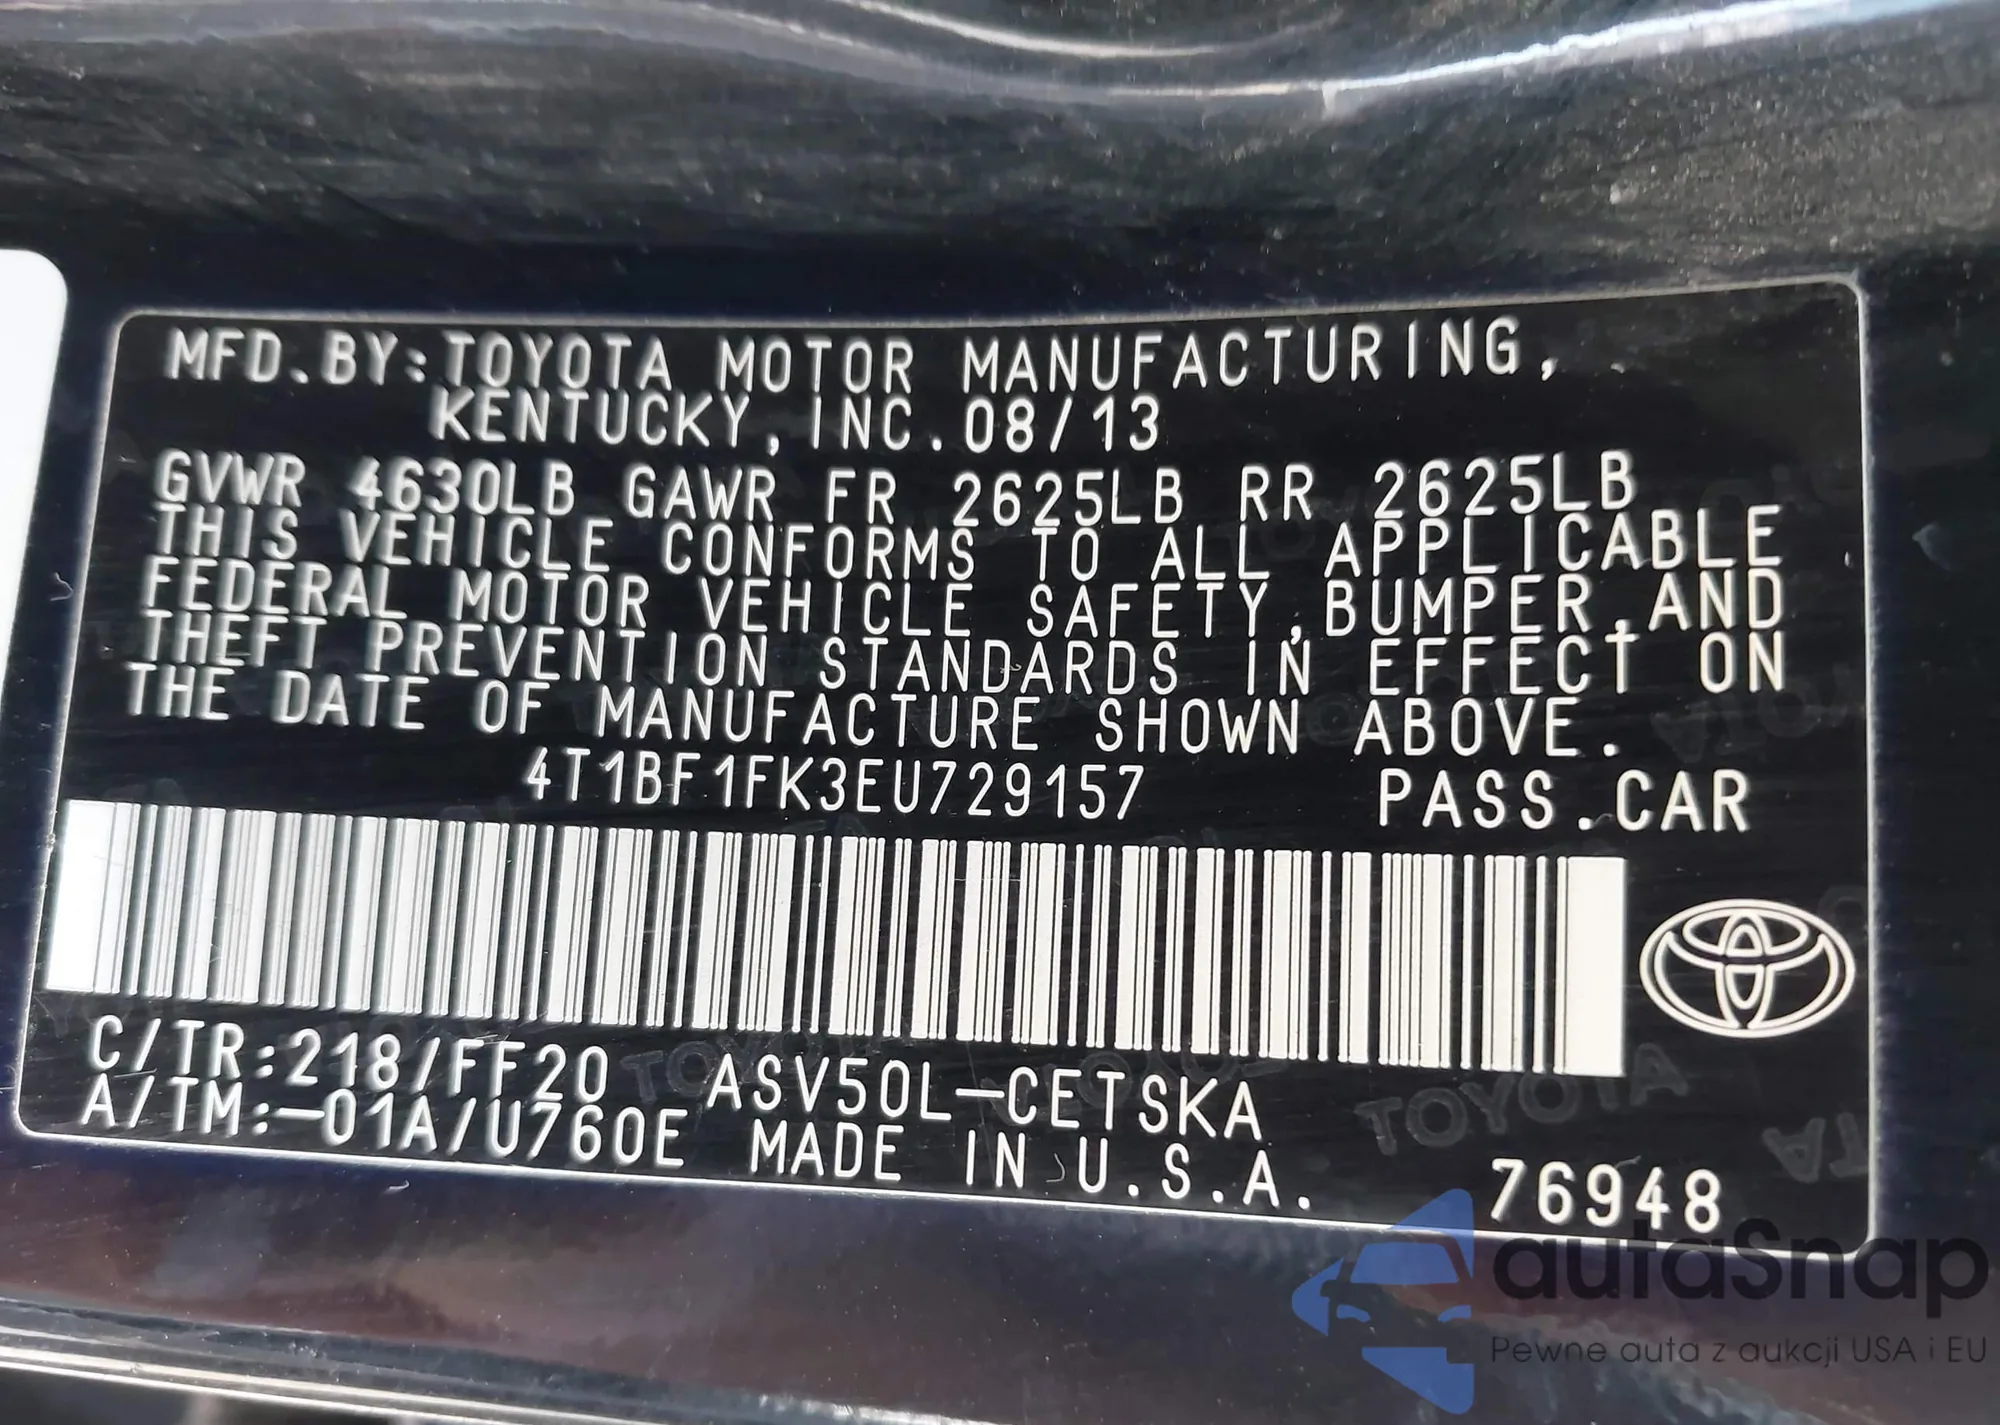 MFD.BY:TOYOTA MOTOR MANUFACTURING,
KENTUCKY, INC. 08/13
GVWR 4630LB GAWR FR 2625LB RR 2625LB
THIS VEHICLE CONFORMS TO ALL APPLICABLE
FEDERAL MOTOR VEHICLE SAFETY,BUMPER,AND
THEFT PREVENTION STANDARDS IN EFFECT ON
THE DATE OF MANUFACTURE SHOWN ABOVE.
4T1BF1FK3EU729157 PASS.CAR
C/TR:218/FF20 ASV50L-CETSKA
A/TM:-01A/U760E MADE IN U.S.A.
76948
TOYOTA
autaSnap
Pewne auta z aukcji USA i EU